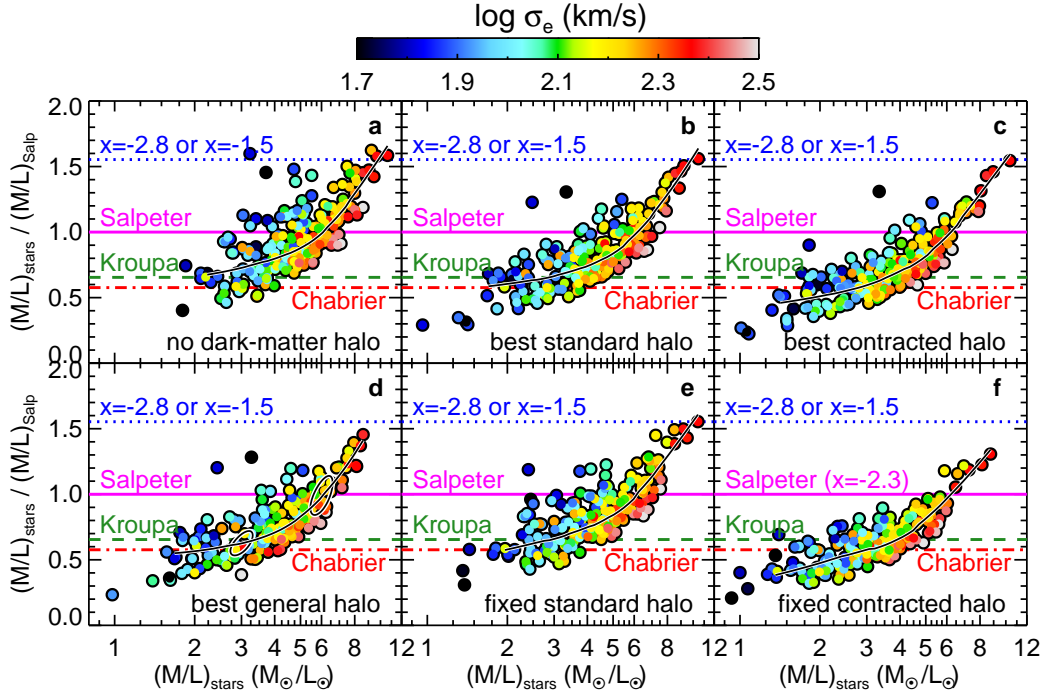 log σe (km/s)
1.7 1.9 2.1 2.3 2.5
(M/L)stars / (M/L)Salp
2.0
1.5
1.0
0.5
0.0
a
x=-2.8 or x=-1.5
Salpeter
Kroupa
Chabrier
no dark-matter halo
b
x=-2.8 or x=-1.5
Salpeter
Kroupa
Chabrier
best standard halo
c
x=-2.8 or x=-1.5
Salpeter
Kroupa
Chabrier
best contracted halo
(M/L)stars / (M/L)Salp
2.0
1.5
1.0
0.5
0.0
d
x=-2.8 or x=-1.5
Salpeter
Kroupa
Chabrier
best general halo
e
x=-2.8 or x=-1.5
Salpeter
Kroupa
Chabrier
fixed standard halo
f
x=-2.8 or x=-1.5
Salpeter (x=-2.3)
Kroupa
Chabrier
fixed contracted halo
1 2 3 4 5 6 8 12
1 2 3 4 5 6 8 12
1 2 3 4 5 6 8 12
(M/L)stars (M⊙/L⊙)
(M/L)stars (M⊙/L⊙)
(M/L)stars (M⊙/L⊙)